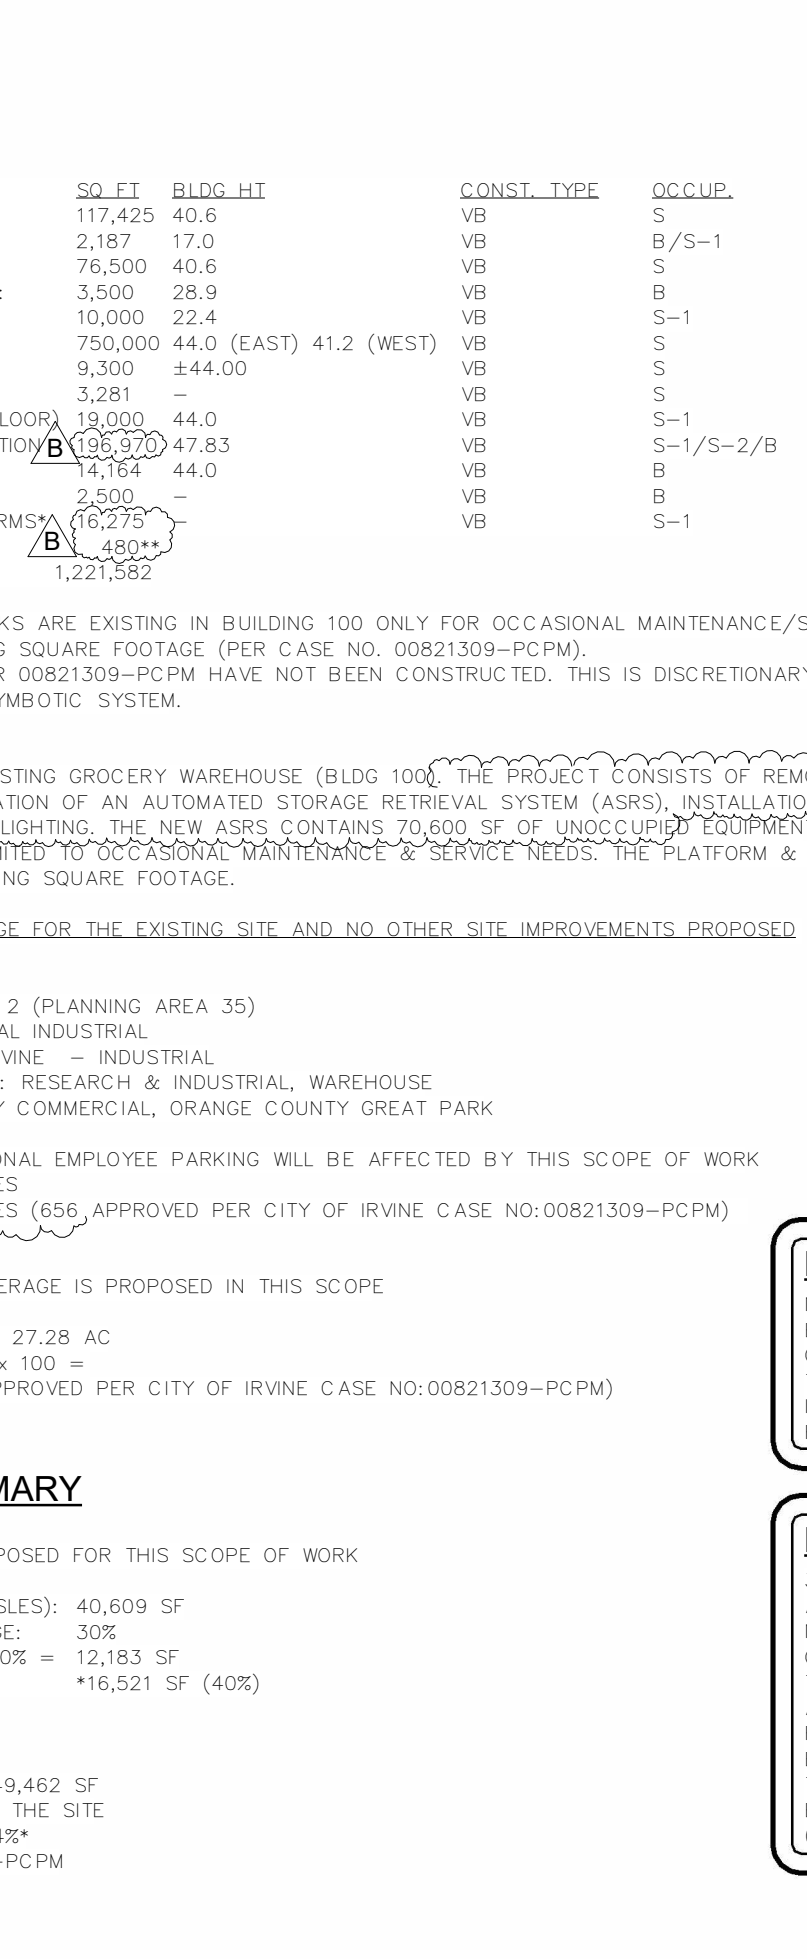 SQ FT BLDG HT CONST. TYPE OCCUP.
117,425 40.6 VB S
2,187 17.0 VB B/S-1
76,500 40.6 VB S
: 3,500 28.9 VB B
10,000 22.4 VB S-1
750,000 44.0 (EAST) 41.2 (WEST) VB S
9,300 ±44.00 VB S
3,281 - VB S
LOOR) 19,000 44.0 VB S-1
TION B 196,970 47.83 VB S-1/S-2/B
14,164 44.0 VB B
2,500 - VB B
RMS* 16,275 - VB S-1
B 480**
1,221,582
KS ARE EXISTING IN BUILDING 100 ONLY FOR OCCASIONAL MAINTENANCE/S
G SQUARE FOOTAGE (PER CASE NO. 00821309-PCPM).
R 00821309-PCPM HAVE NOT BEEN CONSTRUCTED. THIS IS DISCRETIONARY
YMBOTIC SYSTEM.
STING GROCERY WAREHOUSE (BLDG 100). THE PROJECT CONSISTS OF REMO
ATION OF AN AUTOMATED STORAGE RETRIEVAL SYSTEM (ASRS), INSTALLATIO
LIGHTING. THE NEW ASRS CONTAINS 70,600 SF OF UNOCCUPIED EQUIPMEN
MITED TO OCCASIONAL MAINTENANCE & SERVICE NEEDS. THE PLATFORM &
ING SQUARE FOOTAGE.
GE FOR THE EXISTING SITE AND NO OTHER SITE IMPROVEMENTS PROPOSED
2 (PLANNING AREA 35)
AL INDUSTRIAL
VINE - INDUSTRIAL
: RESEARCH & INDUSTRIAL, WAREHOUSE
Y COMMERCIAL, ORANGE COUNTY GREAT PARK
ONAL EMPLOYEE PARKING WILL BE AFFECTED BY THIS SCOPE OF WORK
ES
ES (656 APPROVED PER CITY OF IRVINE CASE NO:00821309-PCPM)
ERAGE IS PROPOSED IN THIS SCOPE
27.28 AC
x 100 =
PPROVED PER CITY OF IRVINE CASE NO:00821309-PCPM)
MARY
POSED FOR THIS SCOPE OF WORK
SLES): 40,609 SF
GE: 30%
0% = 12,183 SF
*16,521 SF (40%)
9,462 SF
THE SITE
%*
-PCPM